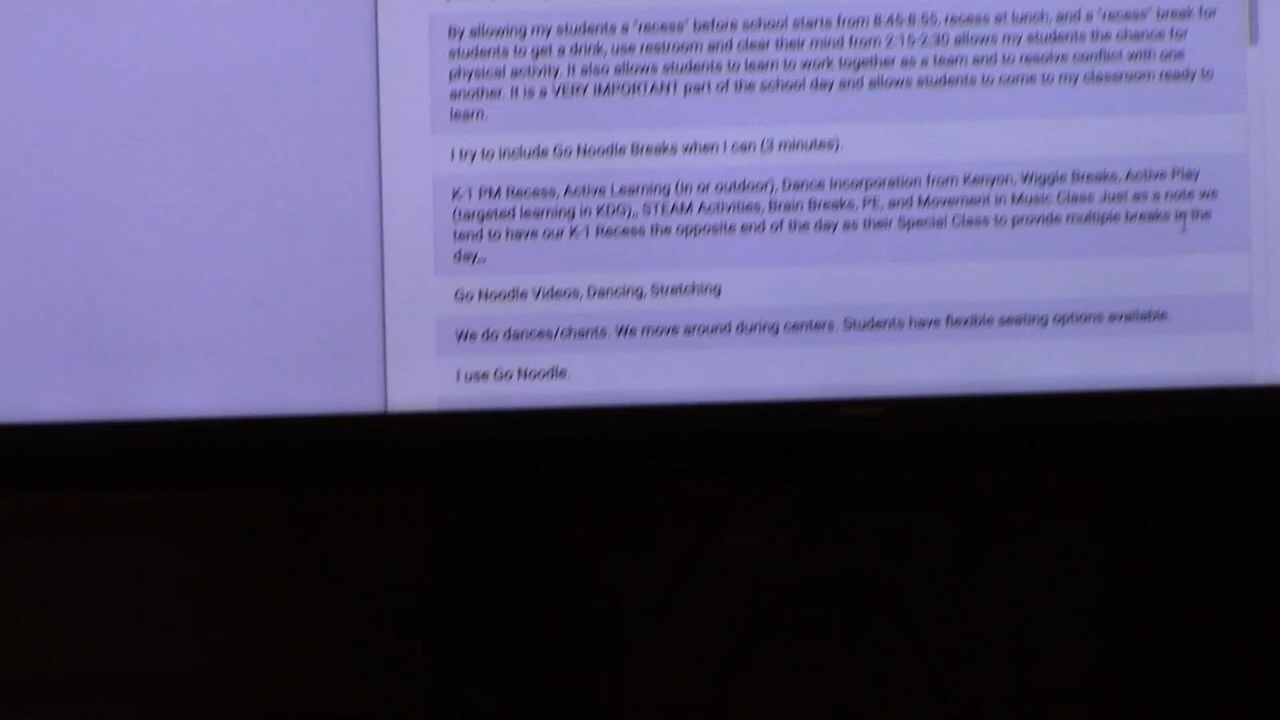 By allowing my students a "recess" before school starts from 8:45-8:55, recess at lunch, and a "recess" break for
students to get a drink, use restroom and clear their mind from 2:15-2:30 allows my students the chance for
physical activity. It also allows students to learn to work together as a team and to resolve conflict with one
another. It is a VERY IMPORTANT part of the school day and allows students to come to my classroom ready to
learn.
I try to include Go Noodle Breaks when I can (3 minutes).
K-1 PM Recess, Active Learning (in or outdoor), Dance Incorporation from Kenyon, Wiggle Breaks, Active Play
(targeted learning in KDG),, STEAM Activities, Brain Breaks, PE, and Movement in Music Class Just as a note we
tend to have our K-1 Recess the opposite end of the day as their Special Class to provide multiple breaks in the
day,..
Go Noodle Videos, Dancing, Stretching
We do dances/chants. We move around during centers. Students have flexible seating options available.
I use Go Noodle.